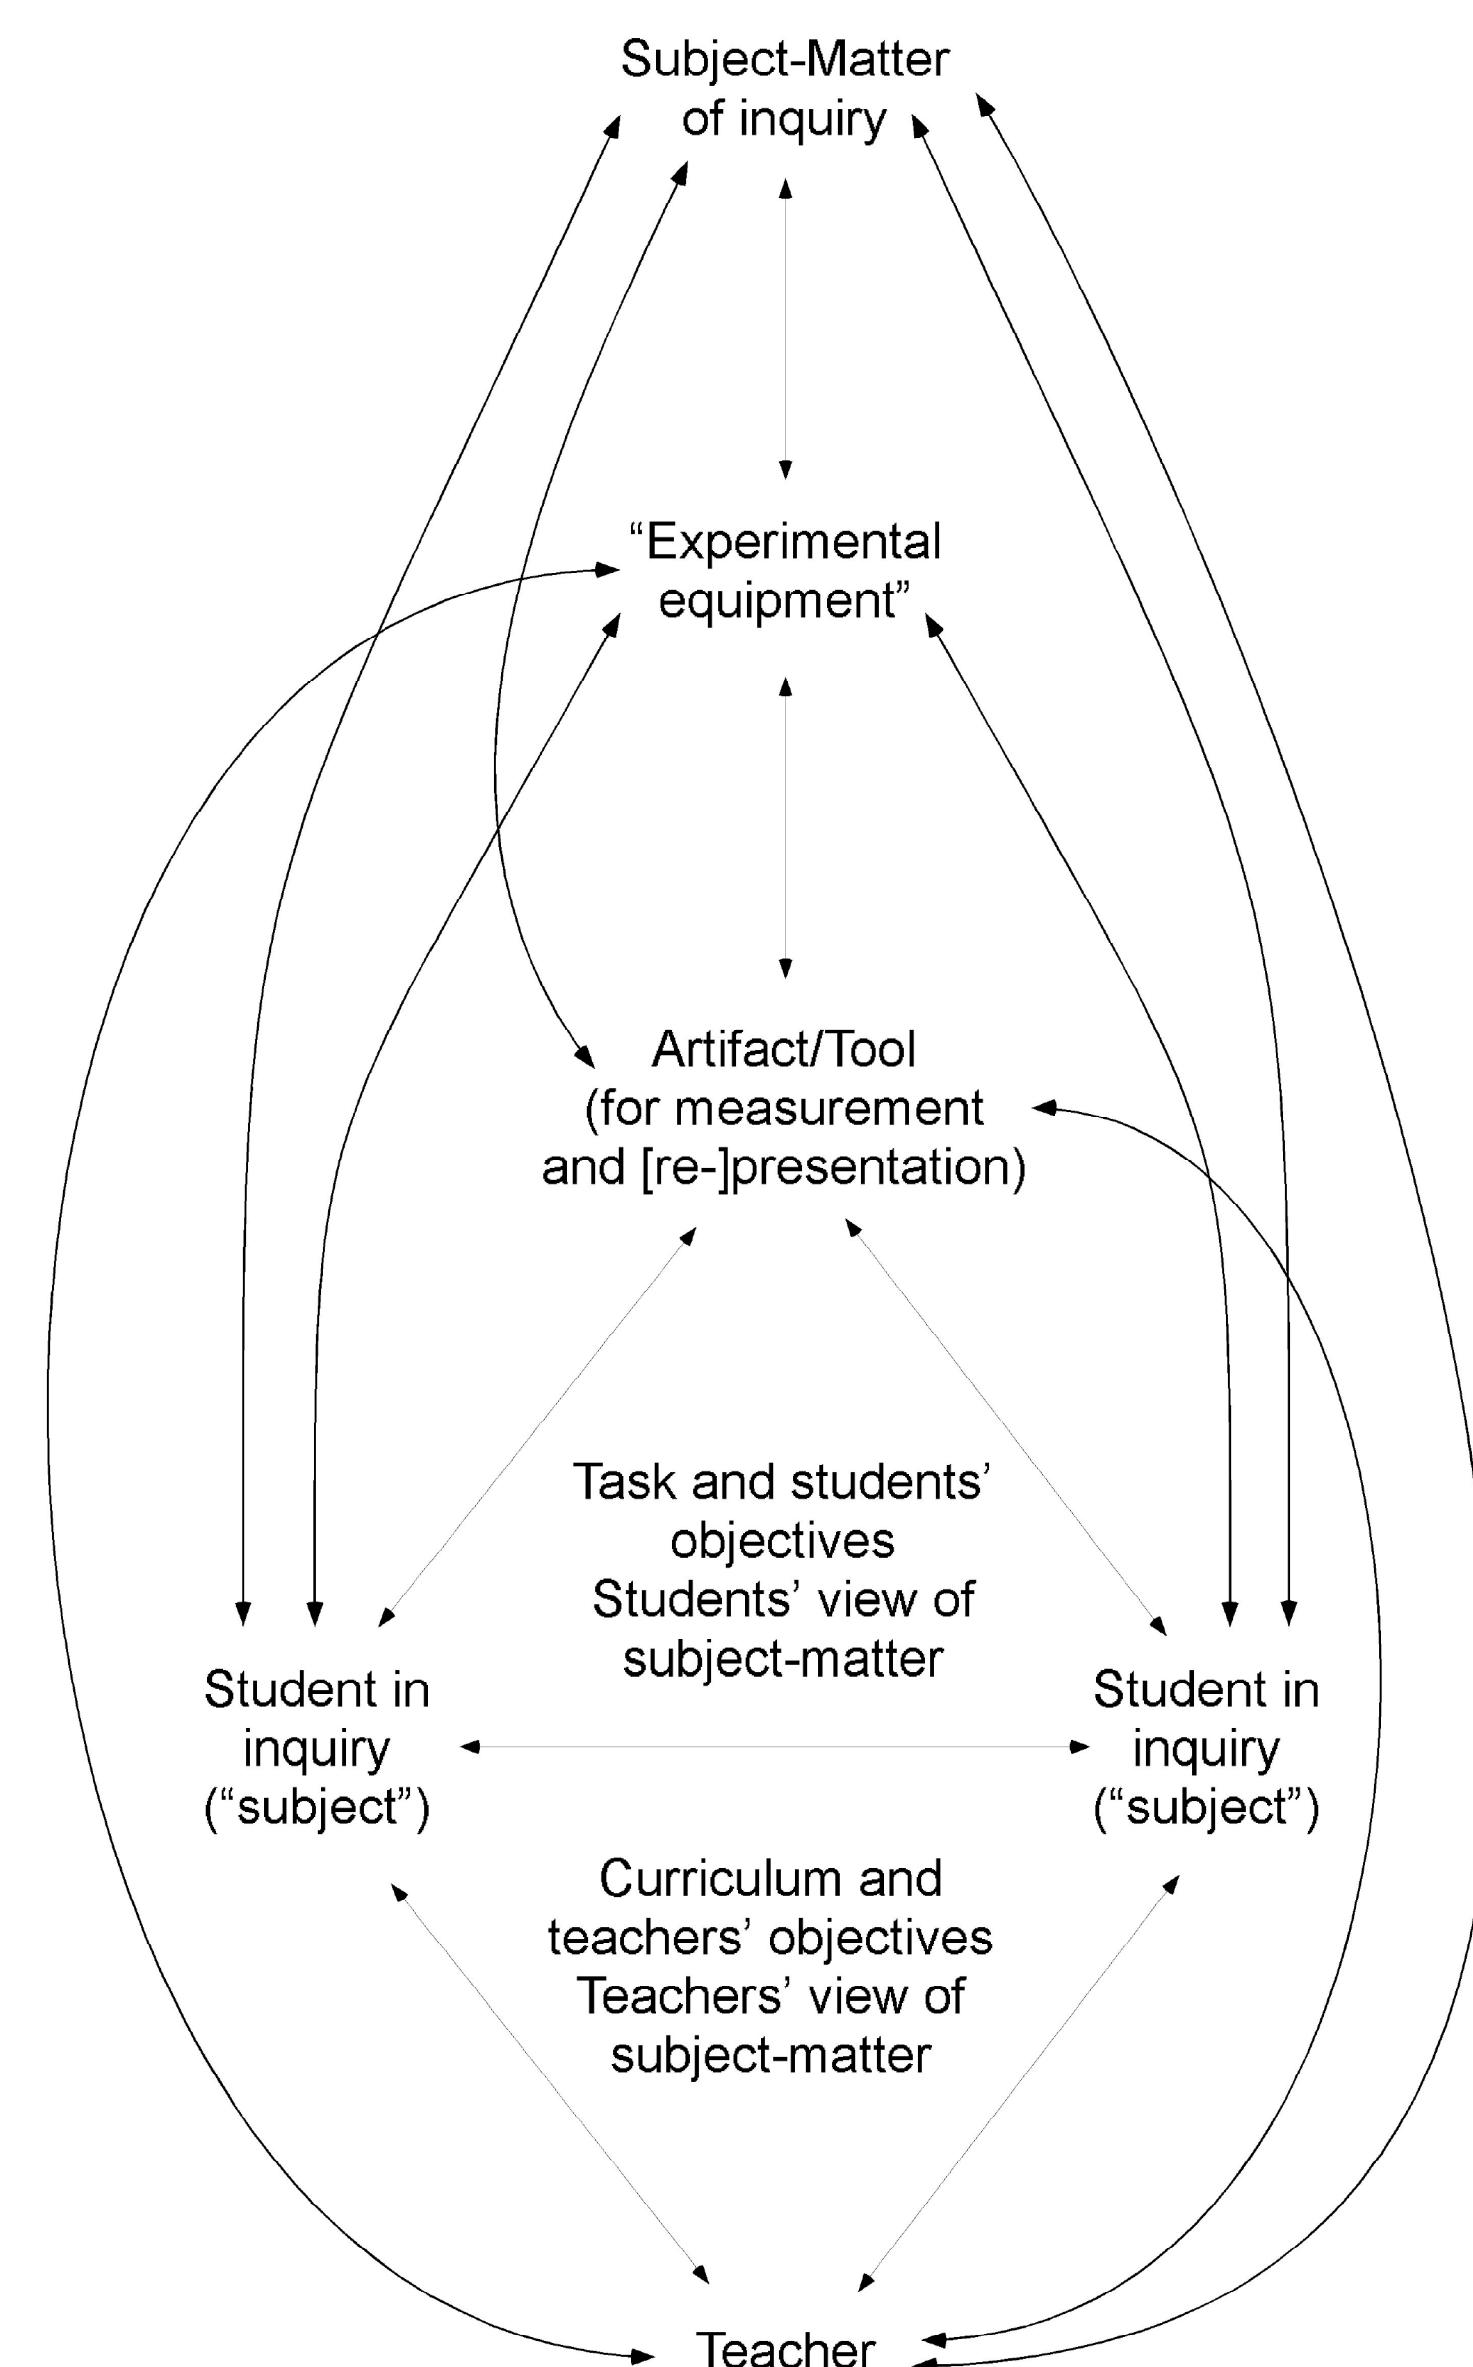 Subject-Matter
of inquiry
“Experimental
equipment”
Artifact/Tool
(for measurement
and [re-]presentation)
Task and students’
objectives
Students’ view of
subject-matter
Student in
inquiry
(“subject”)
Student in
inquiry
(“subject”)
Curriculum and
teachers’ objectives
Teachers’ view of
subject-matter
Teacher